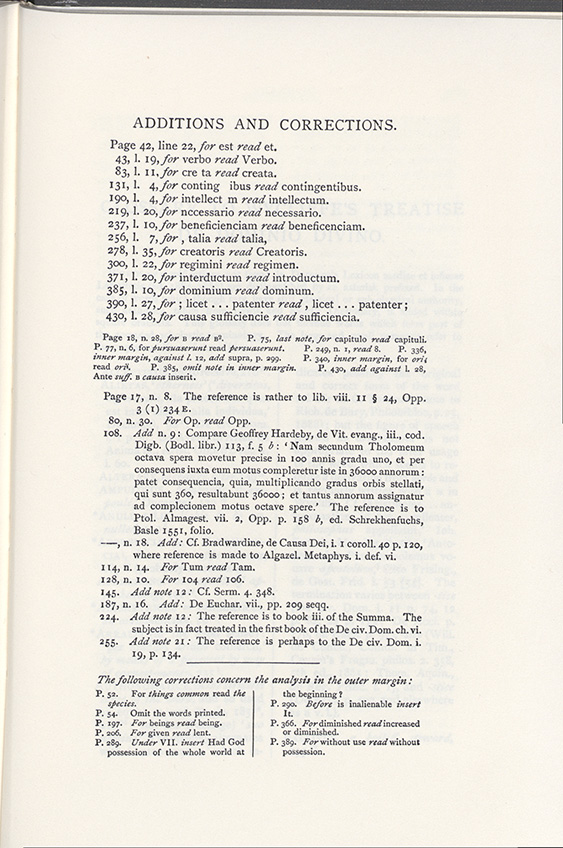 ADDITIONS AND CORRECTIONS.
Page 42, line 22, for est read et.
43, l. 19, for verbo read Verbo.
83, l. 11, for cre ta read creata.
131, l. 4, for conting ibus read contingentibus.
190, l. 4, for intellect m read intellectum.
219, l. 20, for nccessario read necessario.
237, l. 10, for beneficienciam read beneficenciam.
256, l. 7, for , talia read talia,
278, l. 35, for creatoris read Creatoris.
300, l. 22, for regimini read regimen.
371, l. 20, for interductum read introductum.
385, l. 10, for dominium read dominum.
390, l. 27, for ; licet . . . patenter read , licet . . . patenter ;
430, l. 28, for causa sufficiencie read sufficiencia.
Page 18, n. 28, for B read B². P. 75, last note, for capitulo read capituli.
P. 77, n. 6, for pursuaserunt read persuaserunt. P. 249, n. 1, read 8. P. 336,
inner margin, against l. 12, add supra, p. 299. P. 340, inner margin, for ori;
read P. 385, omit note in inner margin. P. 430, add against l. 28,
Ante suff. B causa inserit.
Page 17, n. 8. The reference is rather to lib. viii. 11 § 24, Opp.
3 (1) 234 E.
80, n. 30. For Op. read Opp.
108. Add n. 9 : Compare Geoffrey Hardeby, de Vit. evang., iii., cod.
Digb. (Bodl. libr.) 113, f. 5 b : ‘Nam secundum Tholomeum
octava spera movetur precise in 100 annis gradu uno, et per
consequens iuxta eum motus compleretur iste in 36000 annorum :
patet consequencia, quia, multiplicando gradus orbis stellati,
qui sunt 360, resultabunt 36000 ; et tantus annorum assignatur
ad complecionem motus octave spere.’ The reference is to
Ptol. Almagest. vii. 2, Opp. p. 158 b, ed. Schrekhenfuchs,
Basle 1551, folio.
——, n. 18. Add : Cf. Bradwardine, de Causa Dei, i. 1 coroll. 40 p. 120,
where reference is made to Algazel. Metaphys. i. def. vi.
114, n. 14. For Tum read Tam.
128, n. 10. For 104 read 106.
145. Add note 12 : Cf. Serm. 4. 348.
187, n. 16. Add : De Euchar. vii., pp. 209 seqq.
224. Add note 12 : The reference is to book iii. of the Summa. The
subject is in fact treated in the first book of the De civ. Dom. ch. vi.
255. Add note 21 : The reference is perhaps to the De civ. Dom. i.
19, p. 134.
The following corrections concern the analysis in the outer margin :
P. 52. For things common read the
species.
P. 54. Omit the words printed.
P. 197. For beings read being.
P. 206. For given read lent.
P. 289. Under VII. insert Had God
possession of the whole world at
the beginning ?
P. 290. Before is inalienable insert
It.
P. 366. For diminished read increased
or diminished.
P. 389. For without use read without
possession.